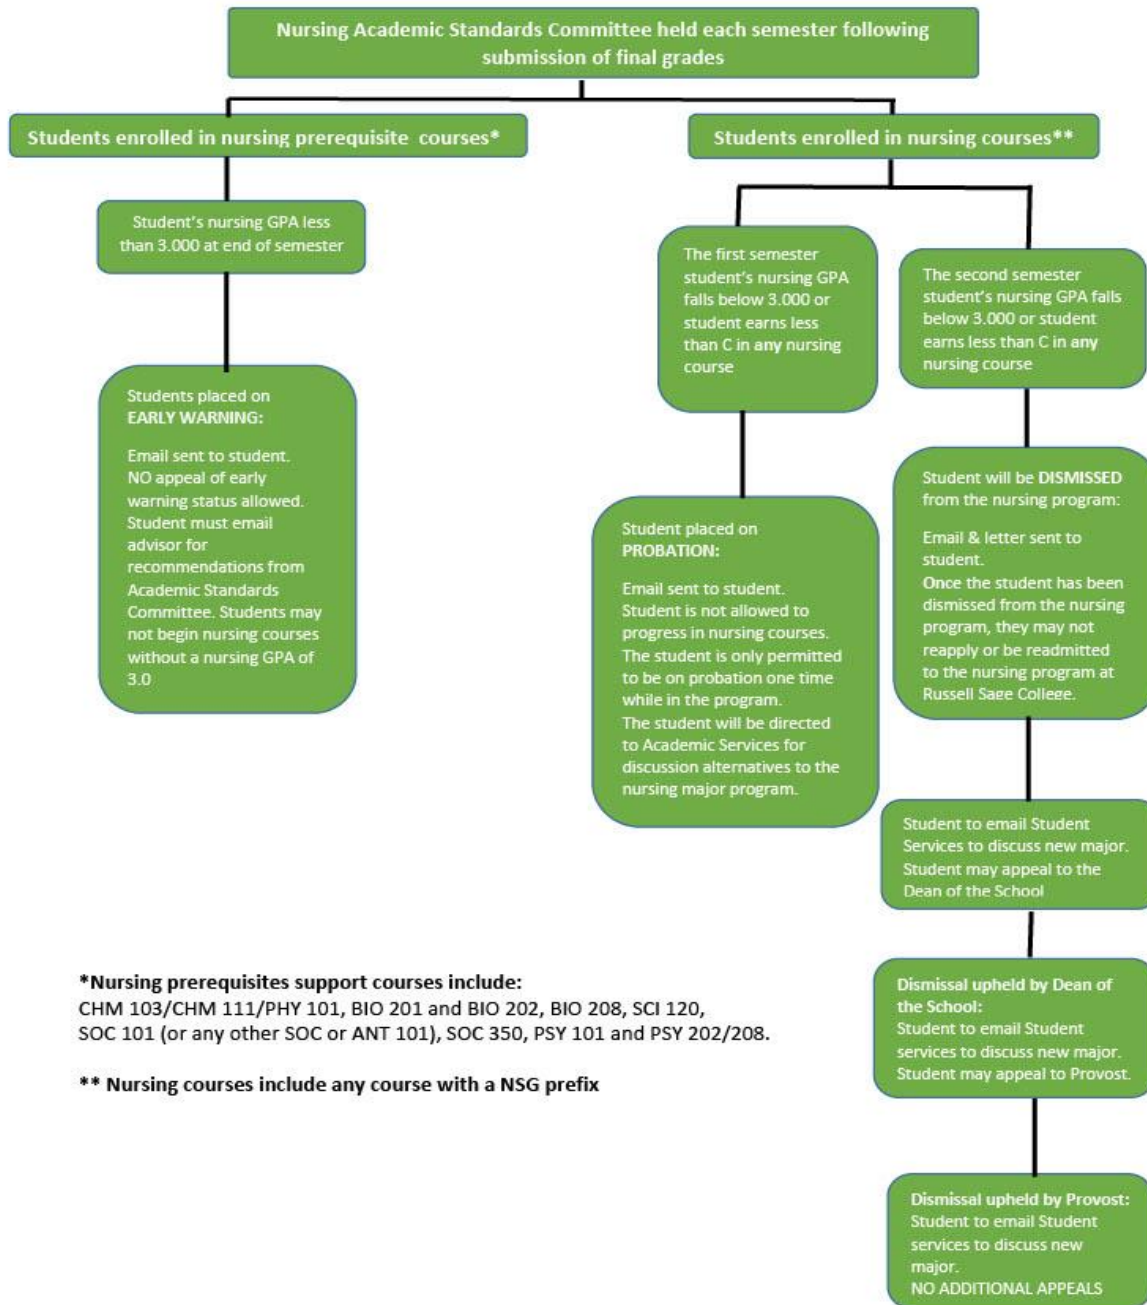 Nursing Academic Standards Committee held each semester following
submission of final grades
Students enrolled in nursing prerequisite courses*
Student's nursing GPA less
than 3.000 at end of semester
Students placed on
EARLY WARNING:
Email sent to student.
NO appeal of early
warning status allowed.
Student must email
advisor for
recommendations from
Academic Standards
Committee. Students may
not begin nursing courses
without a nursing GPA of
3.0
Students enrolled in nursing courses**
The first semester
student's nursing GPA
falls below 3.000 or
student earns less
than C in any nursing
course
Student placed on
PROBATION:
Email sent to student.
Student is not allowed to
progress in nursing courses.
The student is only permitted
to be on probation one time
while in the program.
The student will be directed
to Academic Services for
discussion alternatives to the
nursing major program.
The second semester
student's nursing GPA falls
below 3.000 or student
earns less than C in any
nursing course
Student will be DISMISSED
from the nursing program:
Email & letter sent to
student.
Once the student has been
dismissed from the nursing
program, they may not
reapply or be readmitted
to the nursing program at
Russell Sage College.
Student to email Student
Services to discuss new major.
Student may appeal to the
Dean of the School
Dismissal upheld by Dean of
the School:
Student to email Student
services to discuss new major.
Student may appeal to Provost.
Dismissal upheld by Provost:
Student to email Student
services to discuss new
major.
NO ADDITIONAL APPEALS
*Nursing prerequisites support courses include:
CHM 103/CHM 111/PHY 101, BIO 201 and BIO 202, BIO 208, SCI 120,
SOC 101 (or any other SOC or ANT 101), SOC 350, PSY 101 and PSY 202/208.
** Nursing courses include any course with a NSG prefix